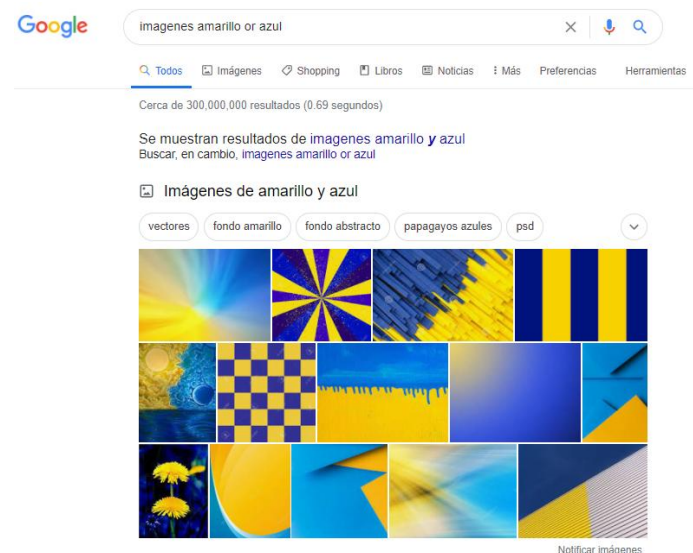 Google
imagenes amarillo or azul
Todos Imágenes Shopping Libros Noticias Más Preferencias Herramientas
Cerca de 300,000,000 resultados (0.69 segundos)
Se muestran resultados de imagenes amarillo y azul
Buscar, en cambio, imagenes amarillo or azul
Imágenes de amarillo y azul
vectores fondo amarillo fondo abstracto papagayos azules psd
Notificar imágenes